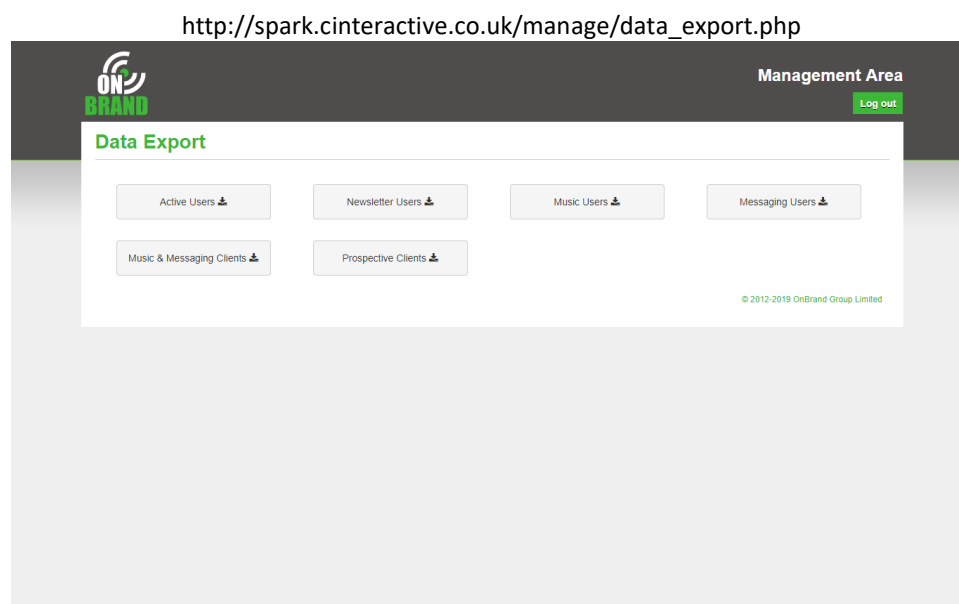 http://spark.cinteractive.co.uk/manage/data_export.php
ON
BRAND
Management Area
Log out
Data Export
Active Users
Newsletter Users
Music Users
Messaging Users
Music & Messaging Clients
Prospective Clients
© 2012-2019 OnBrand Group Limited